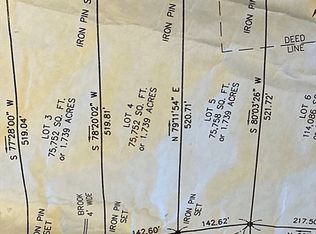 IRON PIN S
IRON PIN S
IRON PIN
DEED
LINE
S 77°28'00" W
519.04'
LOT 3
75,752 SQ. FT.
or 1.739 ACRES
S 78°20'02" W
519.81'
LOT 4
75,752 SQ. FT.
or 1.739 ACRES
N 79°11'54" E
520.71'
LOT 5
75,758 SQ. FT.
or 1.739 ACRES
S 80°03'26" W
521.72'
LOT 6
114,086 SQ.
ON PIN
SET
BROOK
4' WIDE
IRON PIN
SET
142.60'
IRON PIN
SET
142.62'
217.50